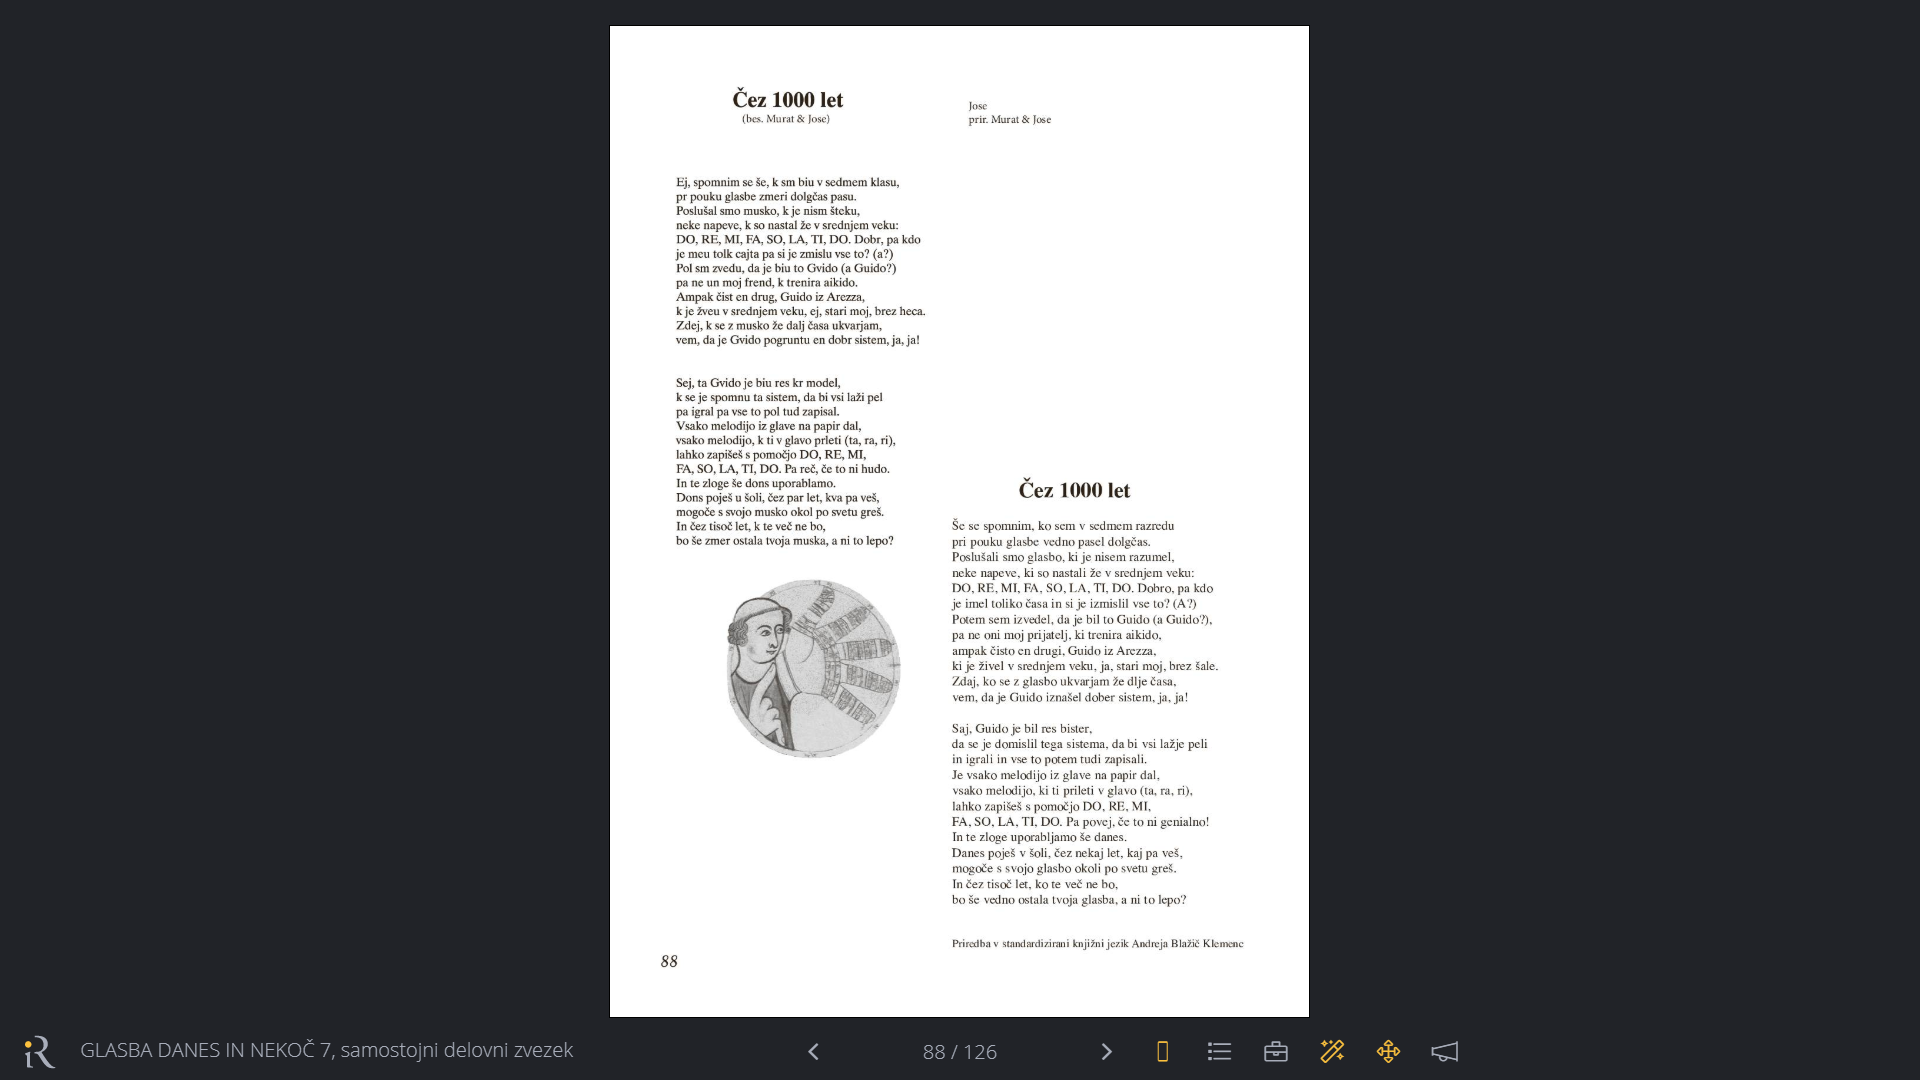 Čez 1000 let
(bes. Murat & Jose)
Jose
prir. Murat & Jose
Ej, spomnim se še, k sm biu v sedmem klasu,
pr pouku glasbe zmeri dolgčas pasu.
Poslušal smo musko, k je nism šteku,
neke napeve, k so nastal že v srednjem veku:
DO, RE, MI, FA, SO, LA, TI, DO. Dobr, pa kdo
je meu tolk cajta pa si je zmislu vse to? (a?)
Pol sm zvedu, da je biu to Gvido (a Guido?)
pa ne un moj frend, k trenira aikido.
Ampak čist en drug, Guido iz Arezza,
k je žveu v srednjem veku, ej, stari moj, brez heca.
Zdej, k se z musko že dalj časa ukvarjam,
vem, da je Gvido pogruntu en dobr sistem, ja, ja!
Sej, ta Gvido je biu res kr model,
k se je spomnu ta sistem, da bi vsi laži pel
pa igral pa vse to pol tud zapisal.
Vsako melodijo iz glave na papir dal,
vsako melodijo, k ti v glavo prleti (ta, ra, ri),
lahko zapišeš s pomočjo DO, RE, MI,
FA, SO, LA, TI, DO. Pa reč, če to ni hudo.
In te zloge še dons uporablamo.
Dons poješ u šoli, čez par let, kva pa veš,
mogoče s svojo musko okol po svetu greš.
In čez tisoč let, k te več ne bo,
bo še zmer ostala tvoja muska, a ni to lepo?
Čez 1000 let
Še se spomnim, ko sem v sedmem razredu
pri pouku glasbe vedno pasel dolgčas.
Poslušali smo glasbo, ki je nisem razumel,
neke napeve, ki so nastali že v srednjem veku:
DO, RE, MI, FA, SO, LA, TI, DO. Dobro, pa kdo
je imel toliko časa in si je izmislil vse to? (A?)
Potem sem izvedel, da je bil to Guido (a Guido?),
pa ne oni moj prijatelj, ki trenira aikido,
ampak čisto en drugi, Guido iz Arezza,
ki je živel v srednjem veku, ja, stari moj, brez šale.
Zdaj, ko se z glasbo ukvarjam že dlje časa,
vem, da je Guido iznašel dober sistem, ja, ja!
Saj, Guido je bil res bister,
da se je domislil tega sistema, da bi vsi lažje peli
in igrali in vse to potem tudi zapisali.
Je vsako melodijo iz glave na papir dal,
vsako melodijo, ki ti prileti v glavo (ta, ra, ri),
lahko zapišeš s pomočjo DO, RE, MI,
FA, SO, LA, TI, DO. Pa povej, če to ni genialno!
In te zloge uporabljamo še danes.
Danes poješ v šoli, čez nekaj let, kaj pa veš,
mogoče s svojo glasbo okoli po svetu greš.
In čez tisoč let, ko te več ne bo,
bo še vedno ostala tvoja glasba, a ni to lepo?
Priredba v standardizirani knjižni jezik Andreja Blažič Klemenc
88
iR
GLASBA DANES IN NEKOČ 7, samostojni delovni zvezek
88 / 126